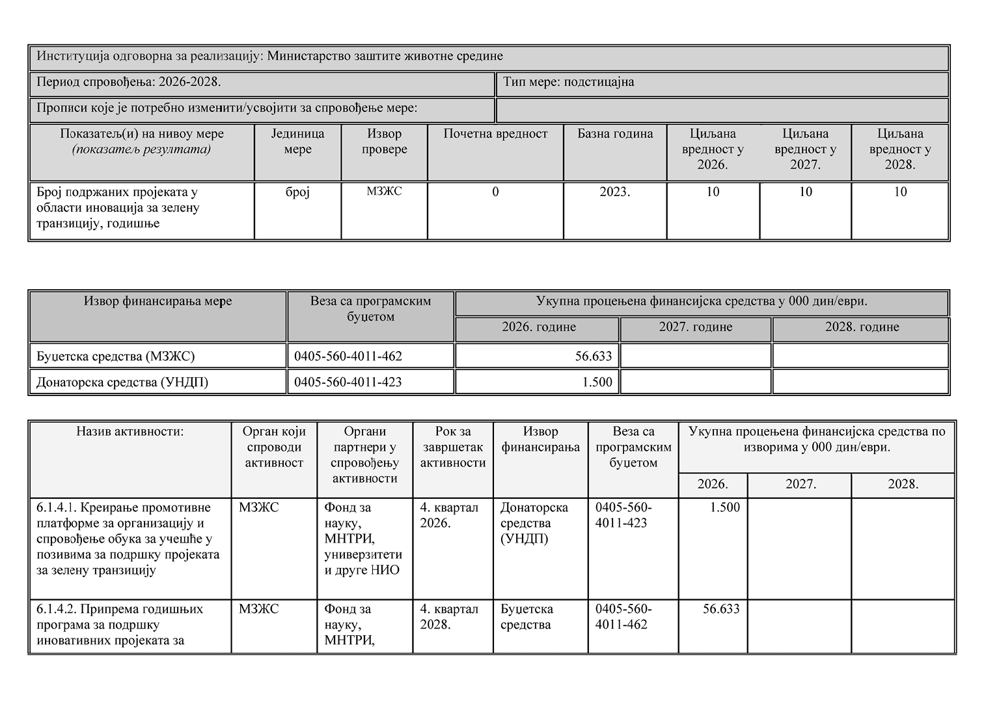 Институција одговорна за реализацију: Министарство заштите животне средине
Период спровођења: 2026-2028.
Тип мере: подстицајна
Прописи које је потребно изменити/усвојити за спровођење мере:
Показатељ(и) на нивоу мере
(показатељ резултата)
Јединица
мере
Извор
провере
Почетна вредност
Базна година
Циљана
вредност у
2026.
Циљана
вредност у
2027.
Циљана
вредност у
2028.
Број подржаних пројеката у
области иновација за зелену
транзицију, годишње
број
МЗЖС
0
2023.
10
10
10
Извор финансирања мере
Веза са програмским
буџетом
Укупна процењена финансијска средства у 000 дин/еври.
2026. године
2027. године
2028. године
Буџетска средства (МЗЖС)
0405-560-4011-462
56.633
Донаторска средства (УНДП)
0405-560-4011-423
1.500
Назив активности:
Орган који
спроводи
активност
Органи
партнери у
спровођењу
активности
Рок за
завршетак
активности
Извор
финансирања
Веза са
програмским
буџетом
Укупна процењена финансијска средства по
изворима у 000 дин/еври.
2026.
2027.
2028.
6.1.4.1. Креирање промотивне
платформе за организацију и
спровођење обука за учешће у
позивима за подршку пројеката
за зелену транзицију
МЗЖС
Фонд за
науку,
МНТРИ,
универзитети
и друге НИО
4. квартал
2026.
Донаторска
средства
(УНДП)
0405-560-
4011-423
1.500
6.1.4.2. Припрема годишњих
програма за подршку
иновативних пројеката за
МЗЖС
Фонд за
науку,
МНТРИ,
4. квартал
2028.
Буџетска
средства
0405-560-
4011-462
56.633